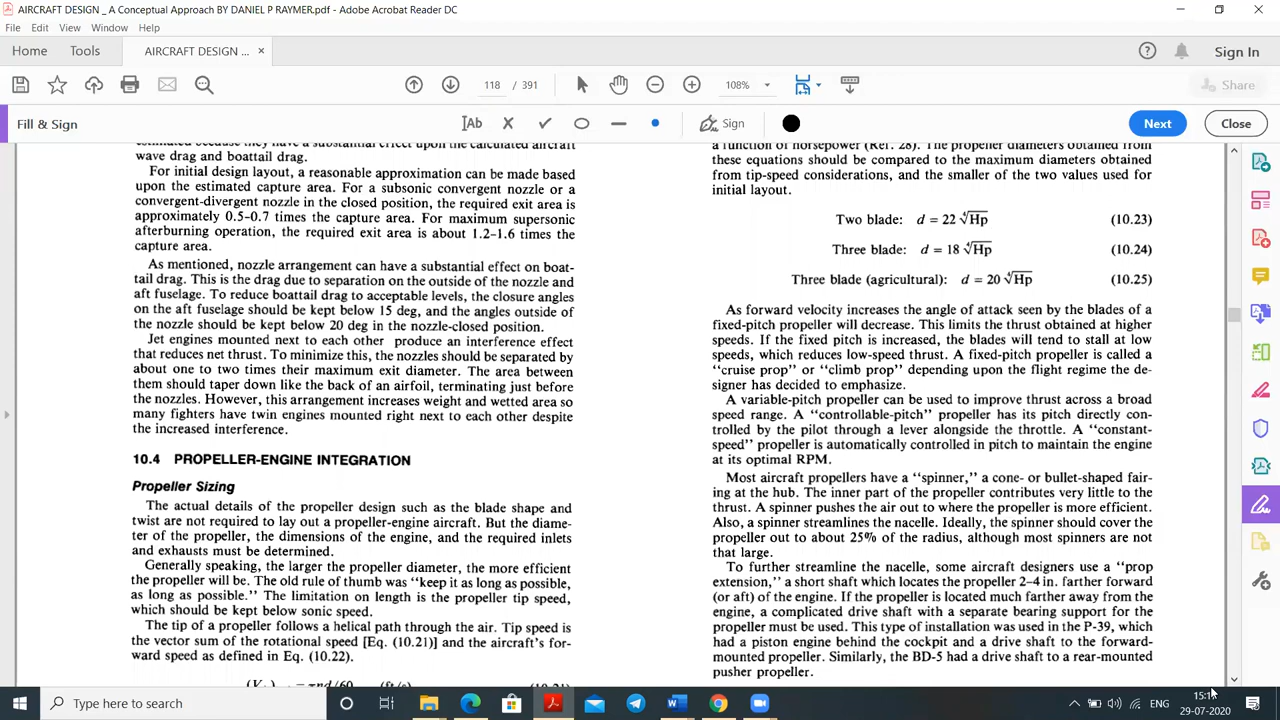 AIRCRAFT DESIGN _ A Conceptual Approach BY DANIEL P RAYMER.pdf - Adobe Acrobat Reader DC
File Edit View Window Help
Home Tools AIRCRAFT DESIGN ... × Sign In
118 / 391 108% Share
Fill & Sign Ab Sign Next Close
wave drag and boattail drag.
For initial design layout, a reasonable approximation can be made based
upon the estimated capture area. For a subsonic convergent nozzle or a
convergent-divergent nozzle in the closed position, the required exit area is
approximately 0.5–0.7 times the capture area. For maximum supersonic
afterburning operation, the required exit area is about 1.2–1.6 times the
capture area.
As mentioned, nozzle arrangement can have a substantial effect on boat-
tail drag. This is the drag due to separation on the outside of the nozzle and
aft fuselage. To reduce boattail drag to acceptable levels, the closure angles
on the aft fuselage should be kept below 15 deg, and the angles outside of
the nozzle should be kept below 20 deg in the nozzle-closed position.
Jet engines mounted next to each other produce an interference effect
that reduces net thrust. To minimize this, the nozzles should be separated by
about one to two times their maximum exit diameter. The area between
them should taper down like the back of an airfoil, terminating just before
the nozzles. However, this arrangement increases weight and wetted area so
many fighters have twin engines mounted right next to each other despite
the increased interference.
10.4 PROPELLER-ENGINE INTEGRATION
Propeller Sizing
The actual details of the propeller design such as the blade shape and
twist are not required to lay out a propeller-engine aircraft. But the diame-
ter of the propeller, the dimensions of the engine, and the required inlets
and exhausts must be determined.
Generally speaking, the larger the propeller diameter, the more efficient
the propeller will be. The old rule of thumb was “keep it as long as possible,
as long as possible.” The limitation on length is the propeller tip speed,
which should be kept below sonic speed.
The tip of a propeller follows a helical path through the air. Tip speed is
the vector sum of the rotational speed [Eq. (10.21)] and the aircraft's for-
ward speed as defined in Eq. (10.22).
a function of horsepower (Ref. 28). The propeller diameters obtained from
these equations should be compared to the maximum diameters obtained
from tip-speed considerations, and the smaller of the two values used for
initial layout.
Two blade: d = 22 ∜Hp (10.23)
Three blade: d = 18 ∜Hp (10.24)
Three blade (agricultural): d = 20 ∜Hp (10.25)
As forward velocity increases the angle of attack seen by the blades of a
fixed-pitch propeller will decrease. This limits the thrust obtained at higher
speeds. If the fixed pitch is increased, the blades will tend to stall at low
speeds, which reduces low-speed thrust. A fixed-pitch propeller is called a
“cruise prop” or “climb prop” depending upon the flight regime the de-
signer has decided to emphasize.
A variable-pitch propeller can be used to improve thrust across a broad
speed range. A “controllable-pitch” propeller has its pitch directly con-
trolled by the pilot through a lever alongside the throttle. A “constant-
speed” propeller is automatically controlled in pitch to maintain the engine
at its optimal RPM.
Most aircraft propellers have a “spinner,” a cone- or bullet-shaped fair-
ing at the hub. The inner part of the propeller contributes very little to the
thrust. A spinner pushes the air out to where the propeller is more efficient.
Also, a spinner streamlines the nacelle. Ideally, the spinner should cover the
propeller out to about 25% of the radius, although most spinners are not
that large.
To further streamline the nacelle, some aircraft designers use a “prop
extension,” a short shaft which locates the propeller 2–4 in. farther forward
(or aft) of the engine. If the propeller is located much farther away from the
engine, a complicated drive shaft with a separate bearing support for the
propeller must be used. This type of installation was used in the P-39, which
had a piston engine behind the cockpit and a drive shaft to the forward-
mounted propeller. Similarly, the BD-5 had a drive shaft to a rear-mounted
pusher propeller.
Type here to search
29-07-2020